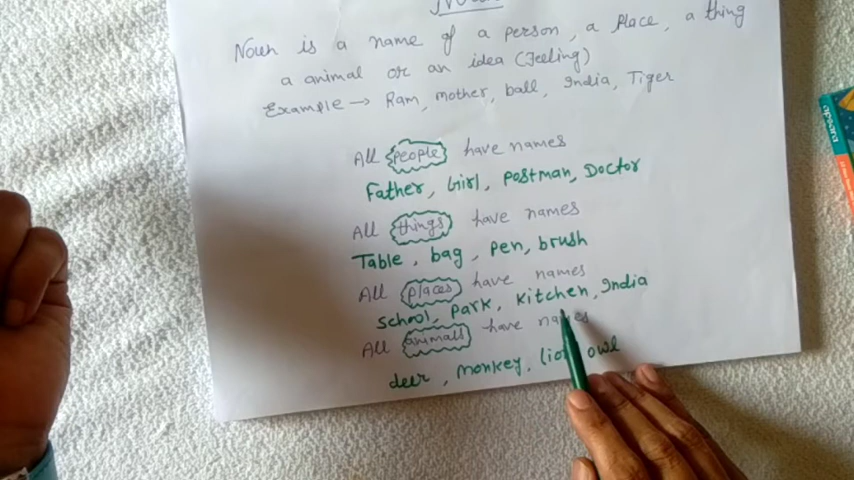 Noun
Noun is a name of a person, a place, a thing
a animal or an idea (Feeling)
Example → Ram, mother, ball, India, Tiger
All people have names
Father, Girl, postman, Doctor
All things have names
Table, bag, pen, brush
All places have names
school, park, kitchen, India
All animals have names
deer, monkey, lion, owl